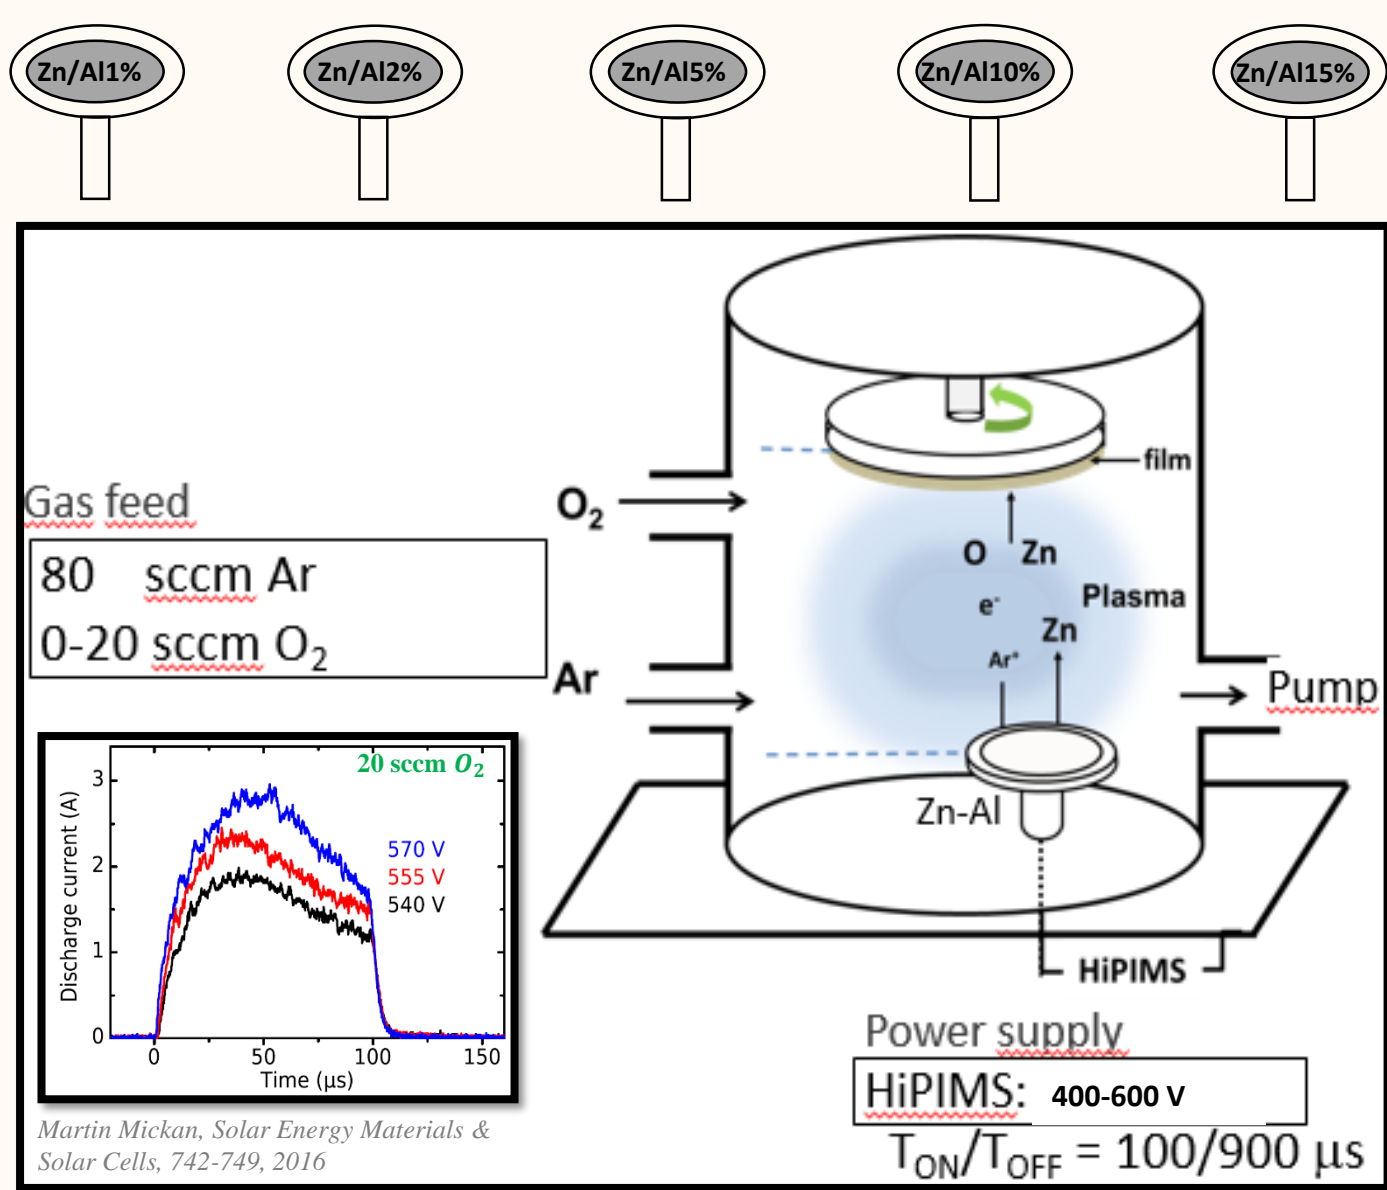 Zn/Al1%
Zn/Al2%
Zn/Al5%
Zn/Al10%
Zn/Al15%
film
Gas feed
O₂
80 sccm Ar
0-20 sccm O₂
O Zn
e⁻
Plasma
Zn
Ar⁺
Ar
Pump
Zn-Al
20 sccm O₂
3
2
1
0
Discharge current (A)
570 V
555 V
540 V
0 50 100 150
Time (µs)
HiPIMS
Power supply
HiPIMS: 400-600 V
T_ON/T_OFF = 100/900 µs
Martin Mickan, Solar Energy Materials &
Solar Cells, 742-749, 2016